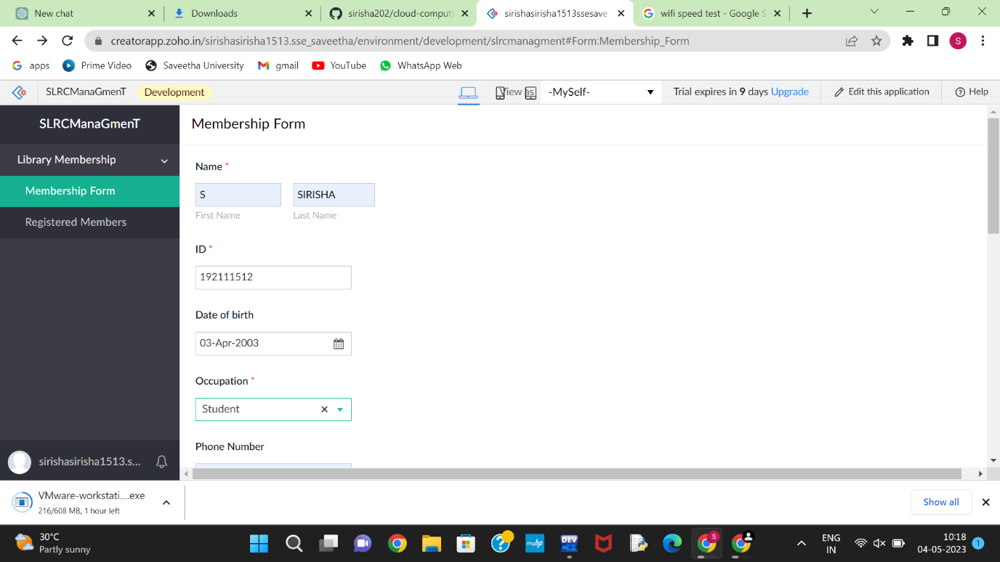 New chat
Downloads
sirisha202/cloud-computi
sirishasirisha1513ssesave
wifi speed test - Google S
creatorapp.zoho.in/sirishasirisha1513.sse_saveetha/environment/development/slrcmanagment#Form:Membership_Form
S
apps
Prime Video
Saveetha University
gmail
YouTube
WhatsApp Web
SLRCManaGmenT
Development
View as
-MySelf-
Trial expires in 9 days Upgrade
Edit this application
Help
SLRCManaGmenT
Library Membership
Membership Form
Registered Members
sirishasirisha1513.s...
Membership Form
Name *
S
SIRISHA
First Name
Last Name
ID *
192111512
Date of birth
03-Apr-2003
Occupation *
Student
Phone Number
VMware-workstati....exe
216/608 MB, 1 hour left
Show all
30°C
Partly sunny
myhp
DEV
S
ENG
IN
10:18
04-05-2023
1